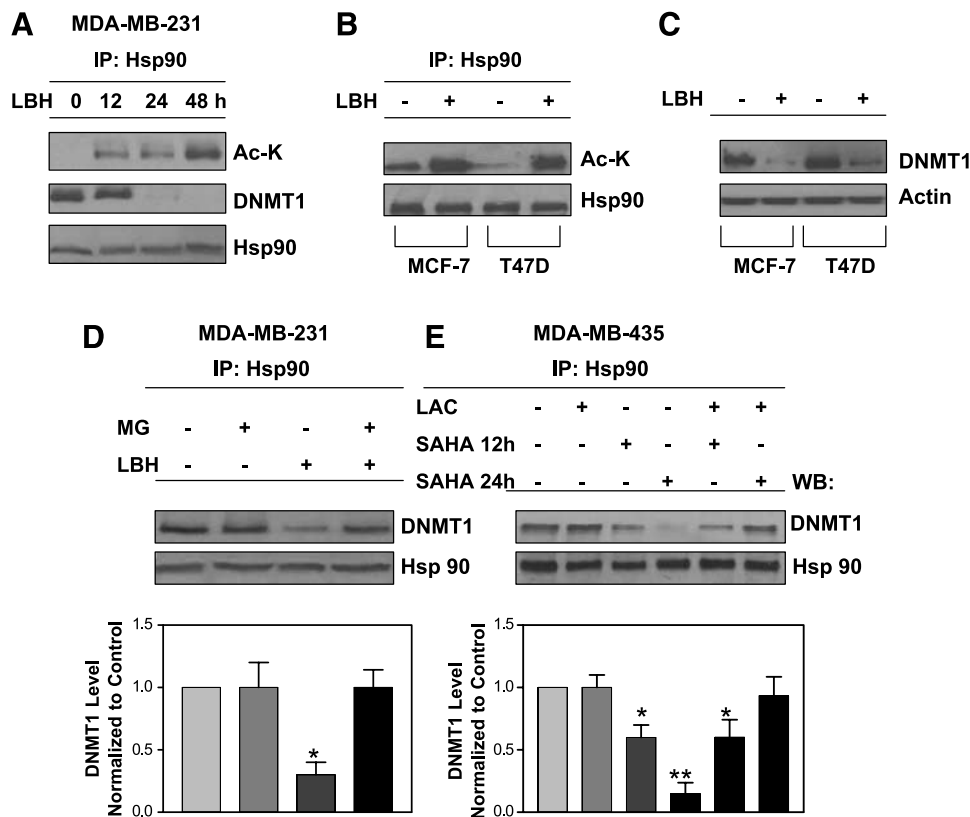 A MDA-MB-231
IP: Hsp90
LBH 0 12 24 48 h
Ac-K
DNMT1
Hsp90
B
IP: Hsp90
LBH - + - +
Ac-K
Hsp90
MCF-7 T47D
C
LBH - + - +
DNMT1
Actin
MCF-7 T47D
D MDA-MB-231
IP: Hsp90
MG - + - +
LBH - - + +
DNMT1
Hsp 90
DNMT1 Level
Normalized to Control
1.5
1.0
0.5
0.0
*
E MDA-MB-435
IP: Hsp90
LAC - + - - + +
SAHA 12h - - + - + -
SAHA 24h - - - + - + WB:
DNMT1
Hsp 90
DNMT1 Level
Normalized to Control
1.5
1.0
0.5
0.0
* ** *